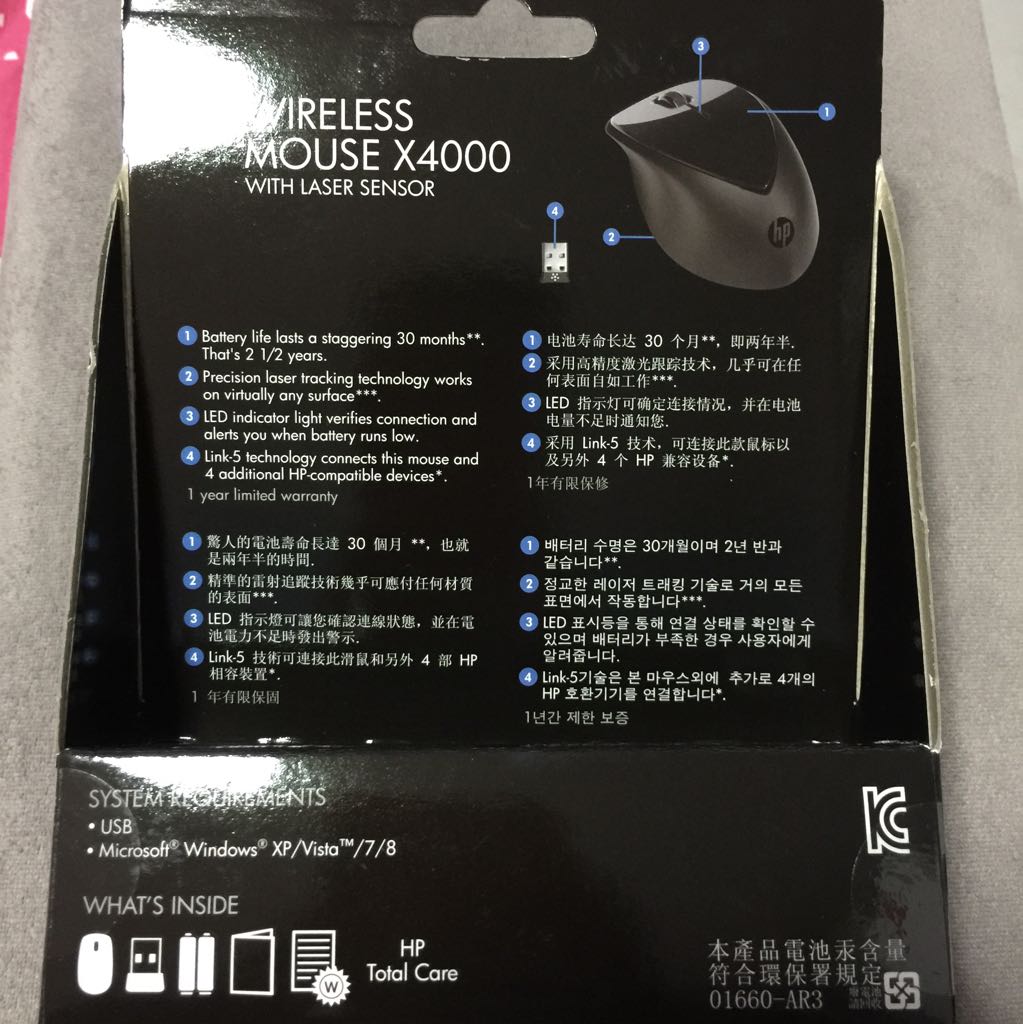 WIRELESS
MOUSE X4000
WITH LASER SENSOR
3
1
4
2
hp
1 Battery life lasts a staggering 30 months**.
That's 2 1/2 years.
2 Precision laser tracking technology works
on virtually any surface***.
3 LED indicator light verifies connection and
alerts you when battery runs low.
4 Link-5 technology connects this mouse and
4 additional HP-compatible devices*.
1 year limited warranty
1 电池寿命长达 30 个月**，即两年半.
2 采用高精度激光跟踪技术，几乎可在任
何表面自如工作***.
3 LED 指示灯可确定连接情况，并在电池
电量不足时通知您.
4 采用 Link-5 技术，可连接此款鼠标以
及另外 4 个 HP 兼容设备*.
1年有限保修
1 驚人的電池壽命長達 30 個月 **，也就
是兩年半的時間.
2 精準的雷射追蹤技術幾乎可應付任何材質
的表面***.
3 LED 指示燈可讓您確認連線狀態，並在電
池電力不足時發出警示.
4 Link-5 技術可連接此滑鼠和另外 4 部 HP
相容裝置*.
1 年有限保固
1 배터리 수명은 30개월이며 2년 반과
같습니다**.
2 정교한 레이저 트래킹 기술로 거의 모든
표면에서 작동합니다***.
3 LED 표시등을 통해 연결 상태를 확인할 수
있으며 배터리가 부족한 경우 사용자에게
알려줍니다.
4 Link-5기술은 본 마우스외에 추가로 4개의
HP 호환기기를 연결합니다*.
1년간 제한 보증
SYSTEM REQUIREMENTS
• USB
• Microsoft® Windows® XP/Vista™/7/8
WHAT'S INSIDE
W
HP
Total Care
本產品電池汞含量
符合環保署規定
01660-AR3
廢電池
請回收